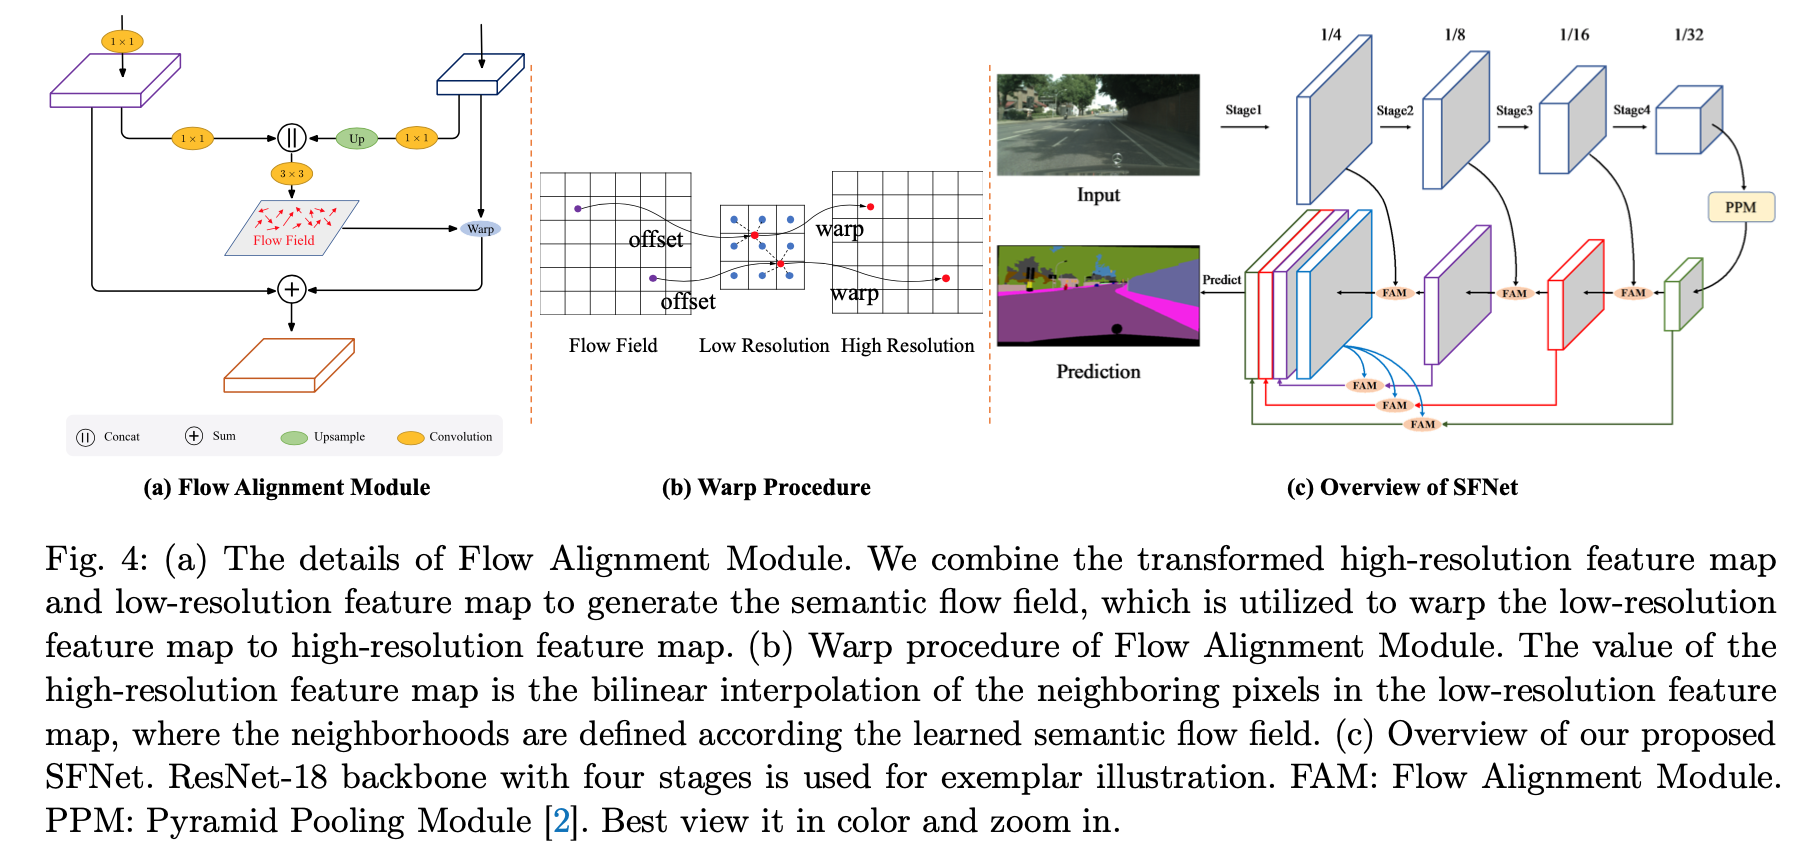 1 × 1
1 × 1
Up
1 × 1
3 × 3
Flow Field
Warp
Concat
Sum
Upsample
Convolution
(a) Flow Alignment Module
offset
warp
offset
warp
Flow Field
Low Resolution
High Resolution
(b) Warp Procedure
1/4
1/8
1/16
1/32
Stage1
Stage2
Stage3
Stage4
Input
PPM
Predict
FAM
FAM
FAM
Prediction
FAM
FAM
FAM
(c) Overview of SFNet
Fig. 4: (a) The details of Flow Alignment Module. We combine the transformed high-resolution feature map
and low-resolution feature map to generate the semantic flow field, which is utilized to warp the low-resolution
feature map to high-resolution feature map. (b) Warp procedure of Flow Alignment Module. The value of the
high-resolution feature map is the bilinear interpolation of the neighboring pixels in the low-resolution feature
map, where the neighborhoods are defined according the learned semantic flow field. (c) Overview of our proposed
SFNet. ResNet-18 backbone with four stages is used for exemplar illustration. FAM: Flow Alignment Module.
PPM: Pyramid Pooling Module [2]. Best view it in color and zoom in.